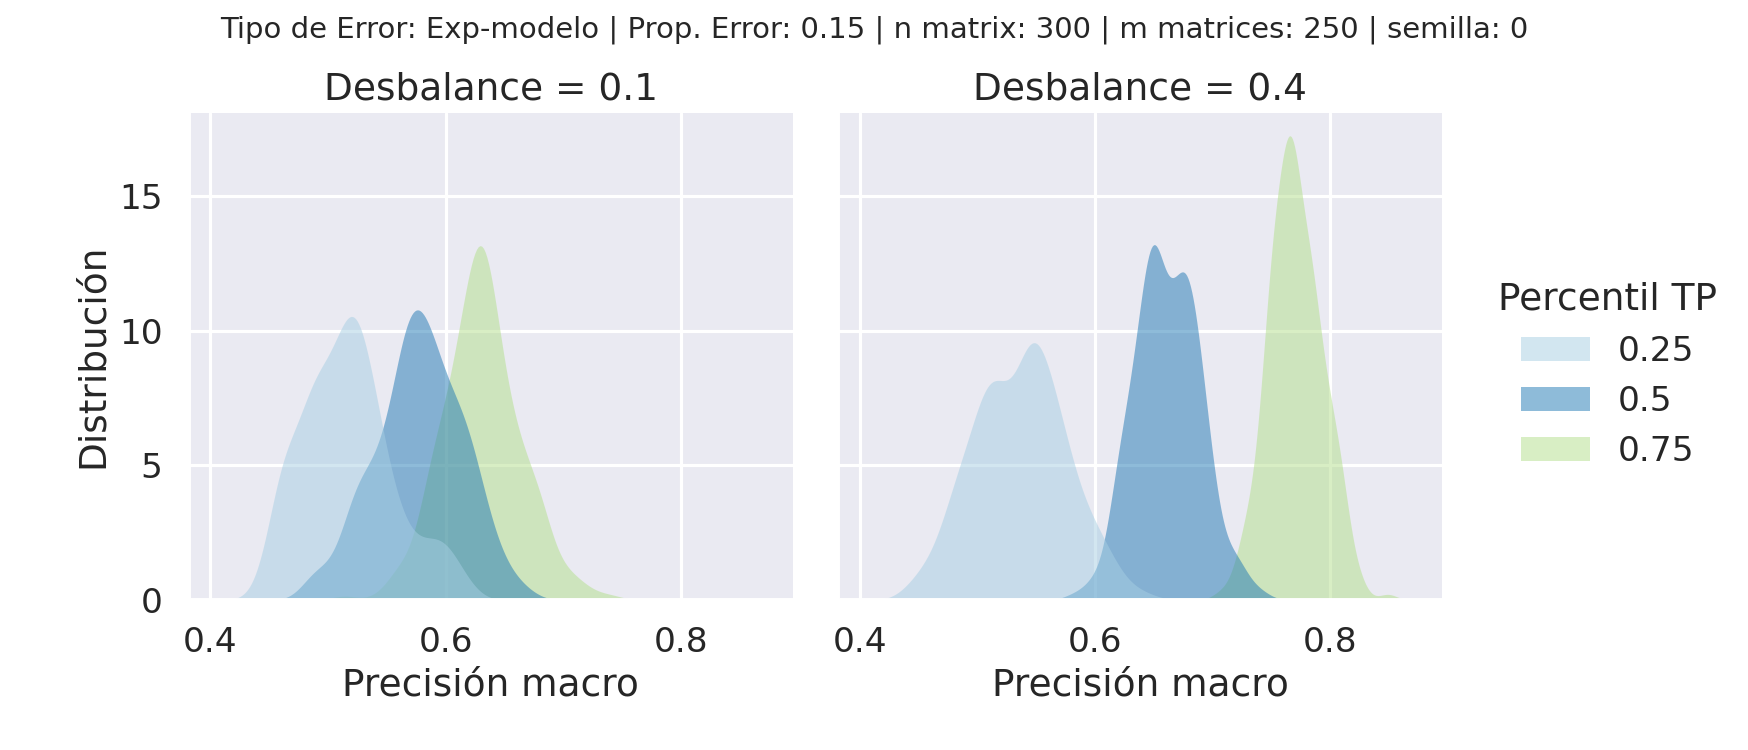 Tipo de Error: Exp-modelo | Prop. Error: 0.15 | n matrix: 300 | m matrices: 250 | semilla: 0
Desbalance = 0.1
Desbalance = 0.4
Distribución
15
10
5
0
0.4
0.6
0.8
0.4
0.6
0.8
Precisión macro
Precisión macro
Percentil TP
0.25
0.5
0.75